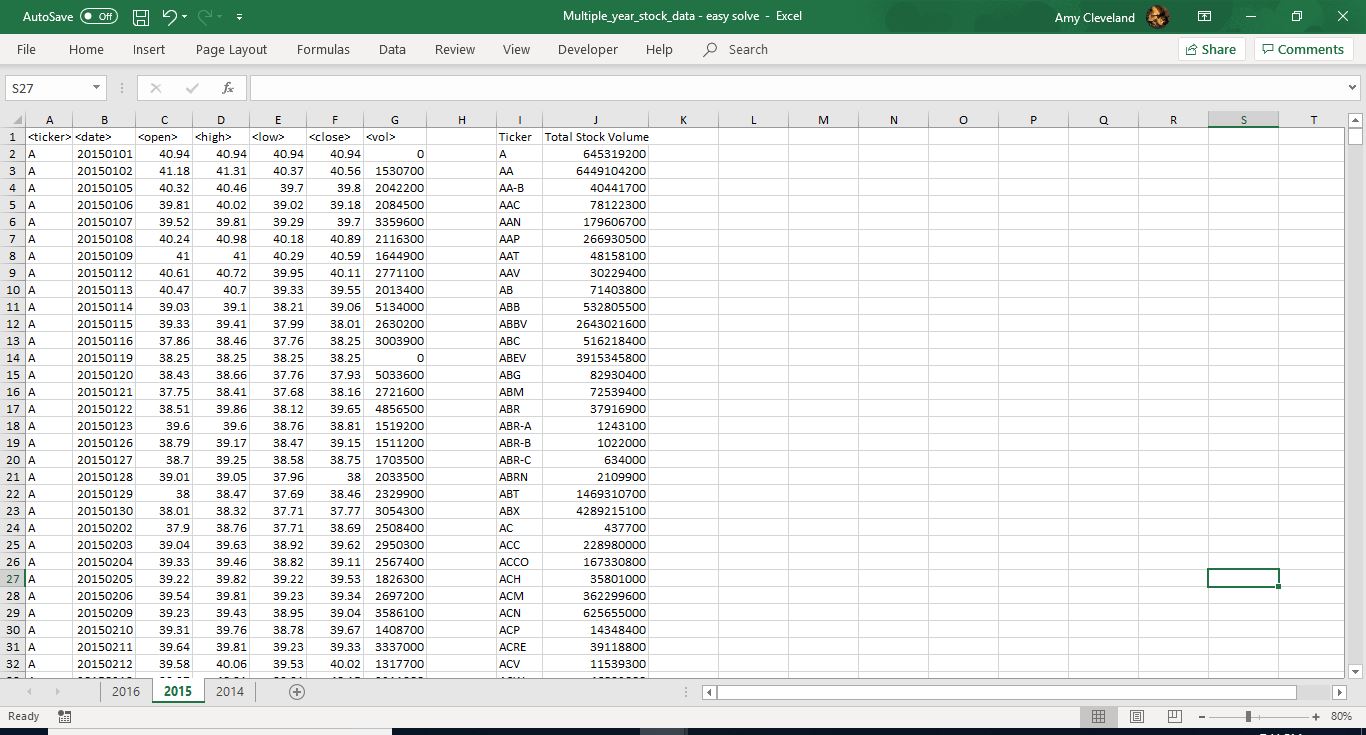 AutoSave Off Multiple_year_stock_data - easy solve - Excel Amy Cleveland
File Home Insert Page Layout Formulas Data Review View Developer Help Search Share Comments
S27 fx
A B C D E F G H I J K L M N O P Q R S T
1 <ticker> <date> <open> <high> <low> <close> <vol> Ticker Total Stock Volume
2 A 20150101 40.94 40.94 40.94 40.94 0 A 645319200
3 A 20150102 41.18 41.31 40.37 40.56 1530700 AA 6449104200
4 A 20150105 40.32 40.46 39.7 39.8 2042200 AA-B 40441700
5 A 20150106 39.81 40.02 39.02 39.18 2084500 AAC 78122300
6 A 20150107 39.52 39.81 39.29 39.7 3359600 AAN 179606700
7 A 20150108 40.24 40.98 40.18 40.89 2116300 AAP 266930500
8 A 20150109 41 41 40.29 40.59 1644900 AAT 48158100
9 A 20150112 40.61 40.72 39.95 40.11 2771100 AAV 30229400
10 A 20150113 40.47 40.7 39.33 39.55 2013400 AB 71403800
11 A 20150114 39.03 39.1 38.21 39.06 5134000 ABB 532805500
12 A 20150115 39.33 39.41 37.99 38.01 2630200 ABBV 2643021600
13 A 20150116 37.86 38.46 37.76 38.25 3003900 ABC 516218400
14 A 20150119 38.25 38.25 38.25 38.25 0 ABEV 3915345800
15 A 20150120 38.43 38.66 37.76 37.93 5033600 ABG 82930400
16 A 20150121 37.75 38.41 37.68 38.16 2721600 ABM 72539400
17 A 20150122 38.51 39.86 38.12 39.65 4856500 ABR 37916900
18 A 20150123 39.6 39.6 38.76 38.81 1519200 ABR-A 1243100
19 A 20150126 38.79 39.17 38.47 39.15 1511200 ABR-B 1022000
20 A 20150127 38.7 39.25 38.58 38.75 1703500 ABR-C 634000
21 A 20150128 39.01 39.05 37.96 38 2033500 ABRN 2109900
22 A 20150129 38 38.47 37.69 38.46 2329900 ABT 1469310700
23 A 20150130 38.01 38.32 37.71 37.77 3054300 ABX 4289215100
24 A 20150202 37.9 38.76 37.71 38.69 2508400 AC 437700
25 A 20150203 39.04 39.63 38.92 39.62 2950300 ACC 228980000
26 A 20150204 39.33 39.46 38.82 39.11 2567400 ACCO 167330800
27 A 20150205 39.22 39.82 39.22 39.53 1826300 ACH 35801000
28 A 20150206 39.54 39.81 39.23 39.34 2697200 ACM 362299600
29 A 20150209 39.23 39.43 38.95 39.04 3586100 ACN 625655000
30 A 20150210 39.31 39.76 38.78 39.67 1408700 ACP 14348400
31 A 20150211 39.64 39.81 39.23 39.33 3337000 ACRE 39118800
32 A 20150212 39.58 40.06 39.53 40.02 1317700 ACV 11539300
2016 2015 2014
Ready 80%